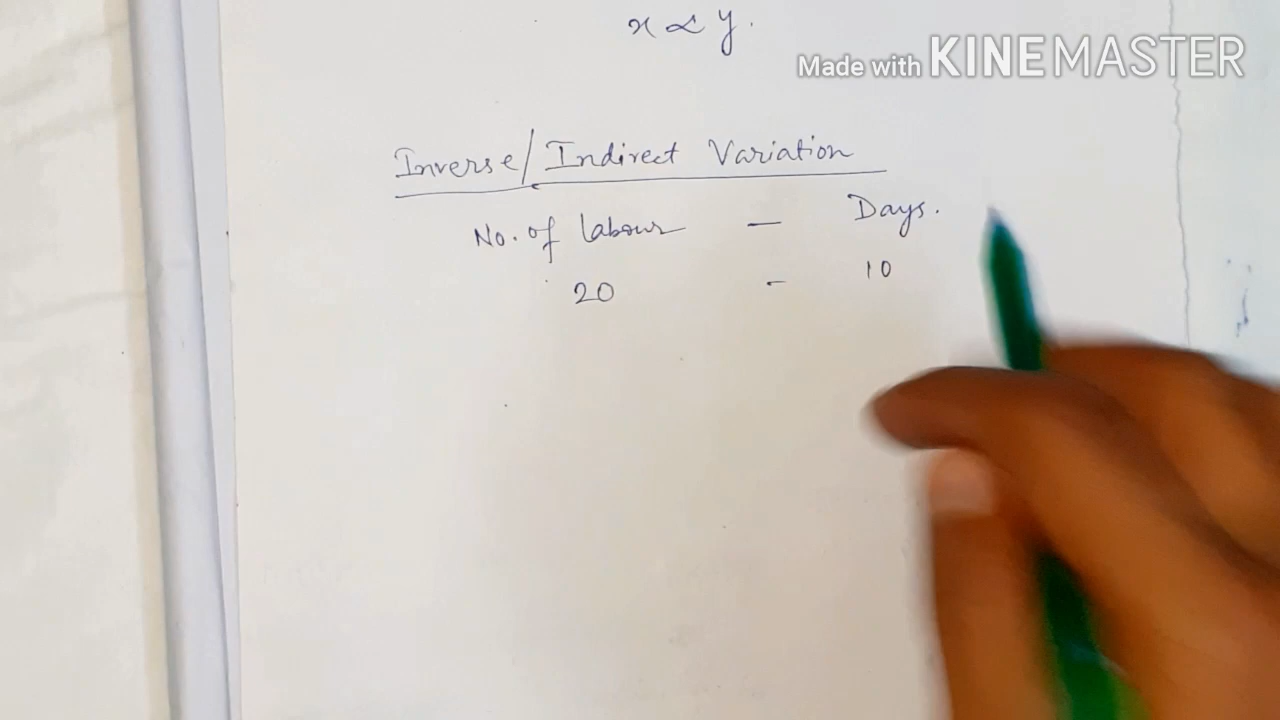 x ∝ y.
Made with KINEMASTER
Inverse/Indirect Variation
No. of labour — Days.
20 - 10